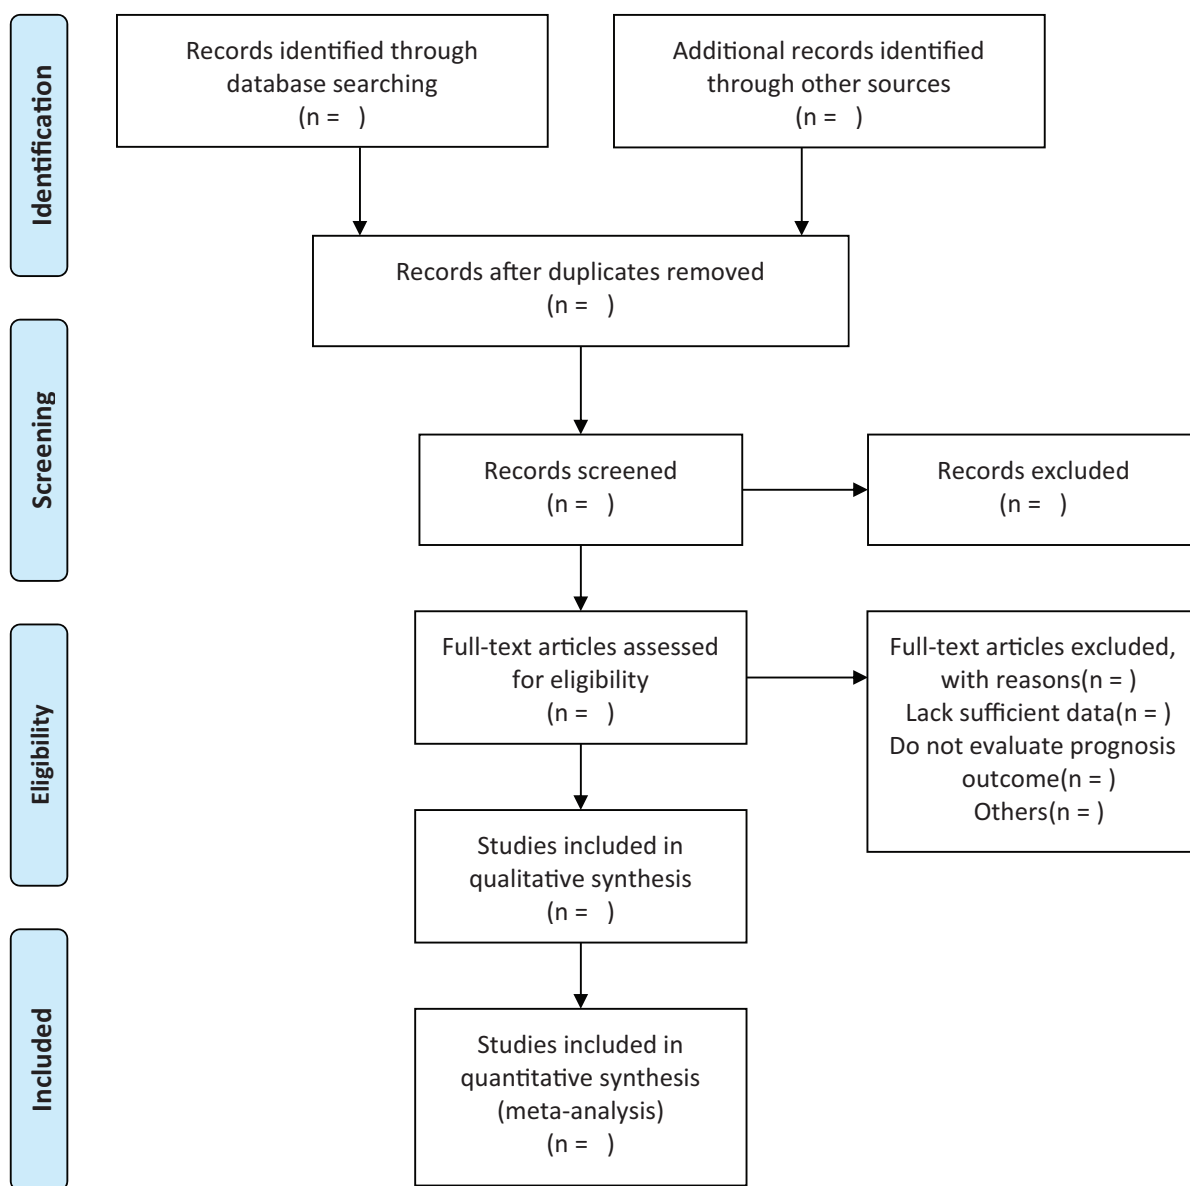 Identification
Records identified through
database searching
(n =   )
Additional records identified
through other sources
(n =   )
Records after duplicates removed
(n =   )
Screening
Records screened
(n =   )
Records excluded
(n =   )
Eligibility
Full-text articles assessed
for eligibility
(n =   )
Full-text articles excluded,
with reasons(n = )
Lack sufficient data(n = )
Do not evaluate prognosis
outcome(n = )
Others(n = )
Studies included in
qualitative synthesis
(n =   )
Included
Studies included in
quantitative synthesis
(meta-analysis)
(n =   )